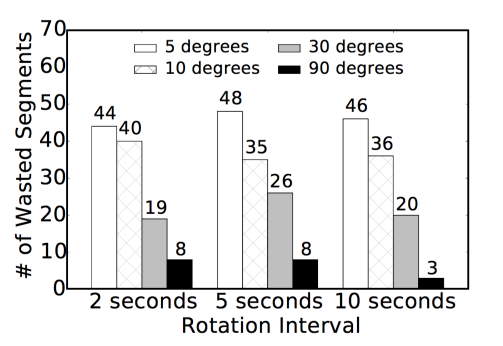 70
60
50
40
30
20
10
0
# of Wasted Segments
5 degrees
10 degrees
30 degrees
90 degrees
44
40
19
8
48
35
26
8
46
36
20
3
2 seconds
5 seconds
10 seconds
Rotation Interval